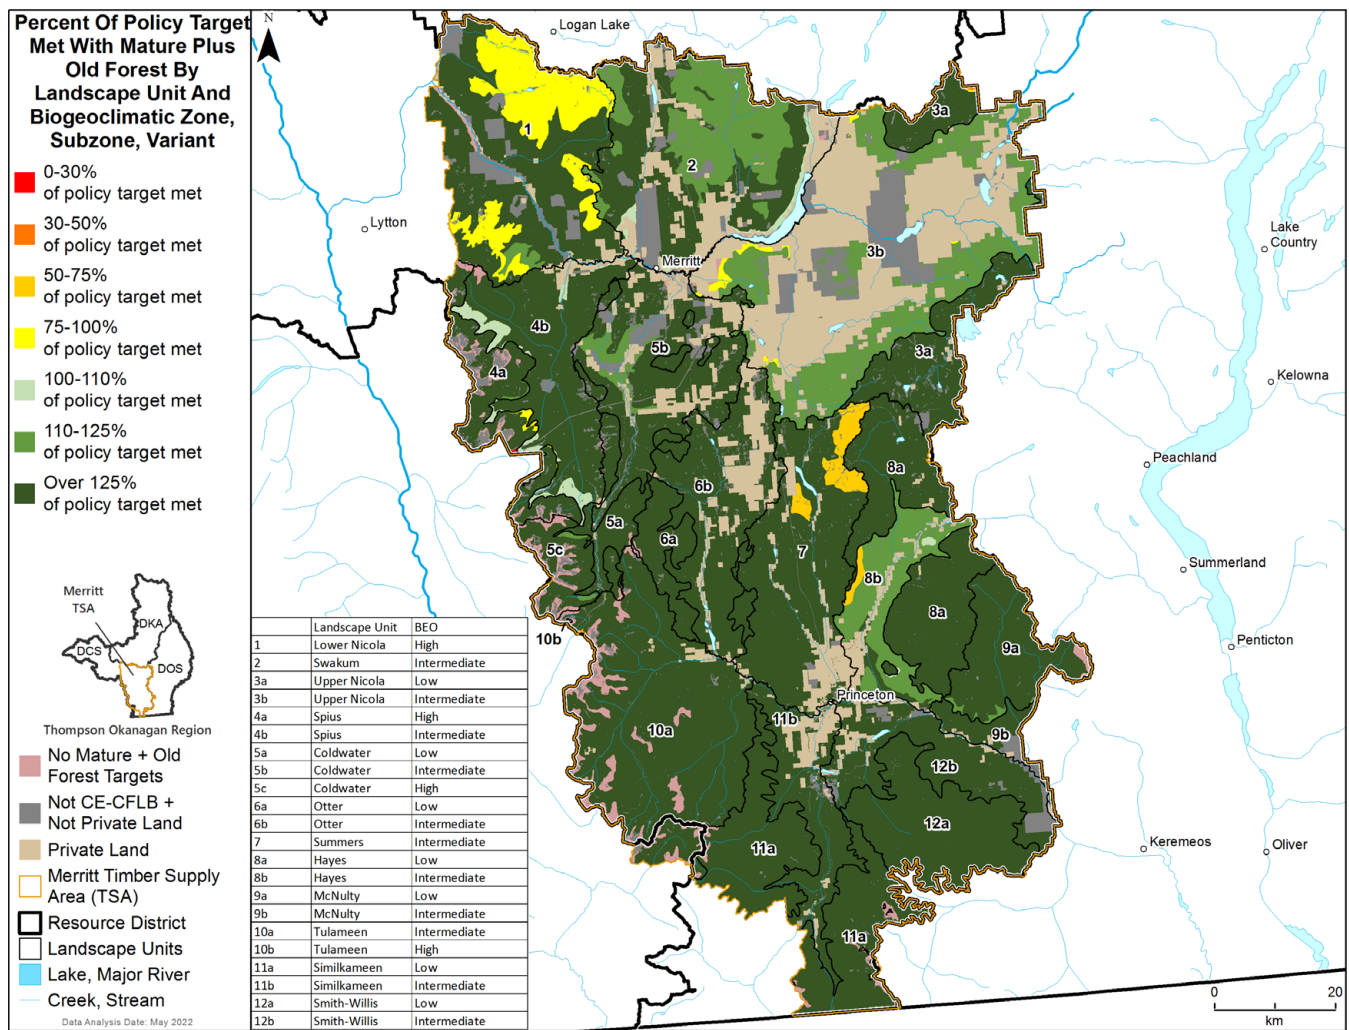 Percent Of Policy Target
Met With Mature Plus
Old Forest By
Landscape Unit And
Biogeoclimatic Zone,
Subzone, Variant
0-30%
of policy target met
30-50%
of policy target met
50-75%
of policy target met
75-100%
of policy target met
100-110%
of policy target met
110-125%
of policy target met
Over 125%
of policy target met
Merritt
TSA
DKA
DCS
DOS
Thompson Okanagan Region
No Mature + Old
Forest Targets
Not CE-CFLB +
Not Private Land
Private Land
Merritt Timber Supply
Area (TSA)
Resource District
Landscape Units
Lake, Major River
Creek, Stream
Data Analysis Date: May 2022
N
Logan Lake
3a
1
2
Lytton
Lake
Country
3b
Merritt
4b
5b
3a
4a
Kelowna
Peachland
8a
6b
5a
6a
5c
7
8b
Summerland
8a
10b
9a
Penticton
Princeton
11b
10a
9b
12b
12a
11a
Keremeos
Oliver
11a
0 20
km
Landscape Unit BEO
1 Lower Nicola High
2 Swakum Intermediate
3a Upper Nicola Low
3b Upper Nicola Intermediate
4a Spius High
4b Spius Intermediate
5a Coldwater Low
5b Coldwater Intermediate
5c Coldwater High
6a Otter Low
6b Otter Intermediate
7 Summers Intermediate
8a Hayes Low
8b Hayes Intermediate
9a McNulty Low
9b McNulty Intermediate
10a Tulameen Intermediate
10b Tulameen High
11a Similkameen Low
11b Similkameen Intermediate
12a Smith-Willis Low
12b Smith-Willis Intermediate